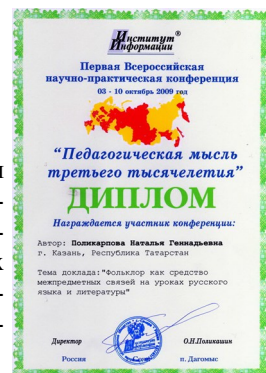 Институт®
Информации
Первая Всероссийская
научно-практическая конференция
03 - 10 октябрь 2009 год
"Педагогическая мысль
третьего тысячелетия"
ДИПЛОМ
Награждается участник конференции:
Автор: Поликарпова Наталья Геннадьевна
г. Казань, Республика Татарстан
Тема доклада:"Фольклор как средство
межпредметных связей на уроках русского
языка и литературы"
Директор О.Н.Поликашин
Россия п. Дагомыс